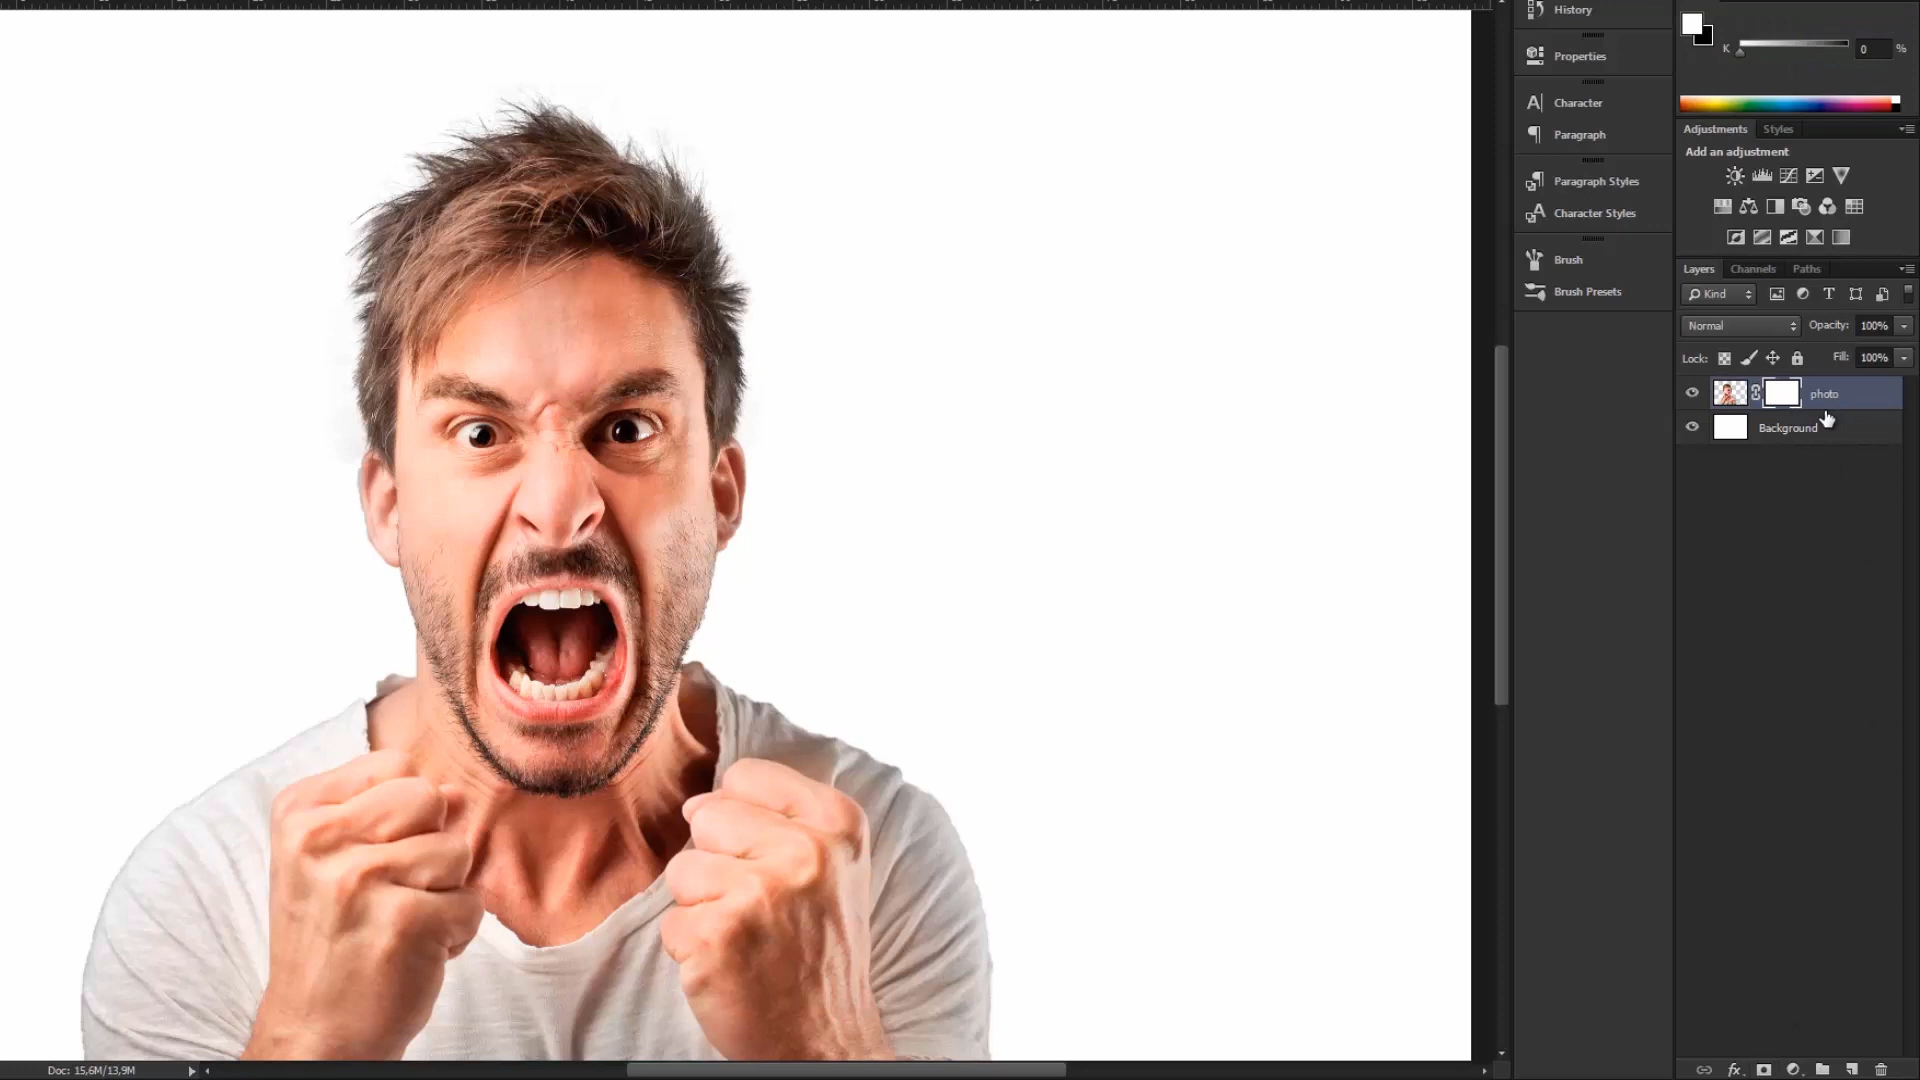 History
Properties
Character
Paragraph
Paragraph Styles
Character Styles
Brush
Brush Presets
K 0 %
Adjustments Styles
Add an adjustment
Layers Channels Paths
Kind
Normal Opacity: 100%
Lock: Fill: 100%
photo
Background
Doc: 15,6M/13,9M
fx